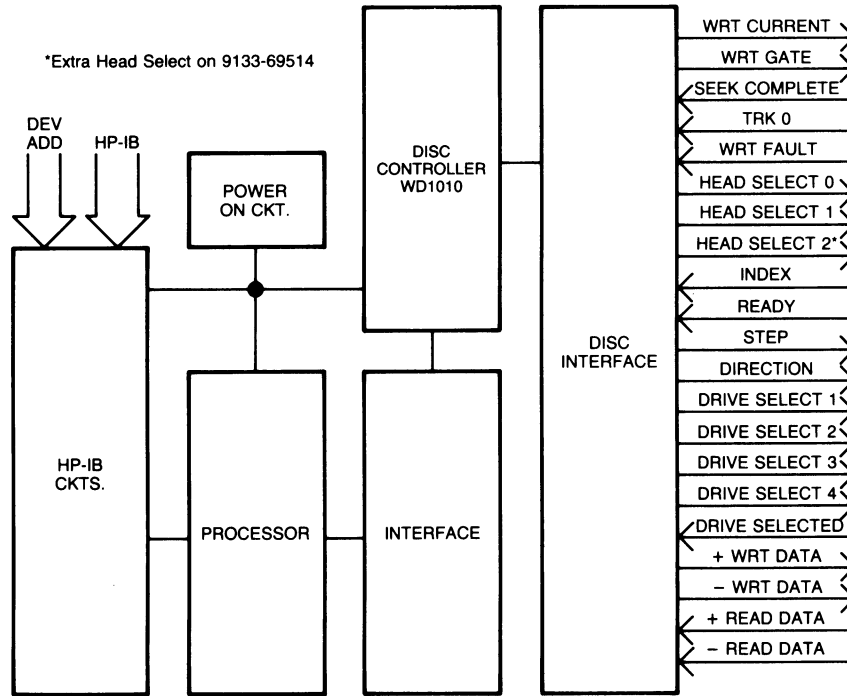 *Extra Head Select on 9133-69514
DEV
ADD
HP-IB
POWER
ON CKT.
DISC
CONTROLLER
WD1010
HP-IB
CKTS.
PROCESSOR
INTERFACE
DISC
INTERFACE
WRT CURRENT
WRT GATE
SEEK COMPLETE
TRK 0
WRT FAULT
HEAD SELECT 0
HEAD SELECT 1
HEAD SELECT 2*
INDEX
READY
STEP
DIRECTION
DRIVE SELECT 1
DRIVE SELECT 2
DRIVE SELECT 3
DRIVE SELECT 4
DRIVE SELECTED
+ WRT DATA
− WRT DATA
+ READ DATA
− READ DATA